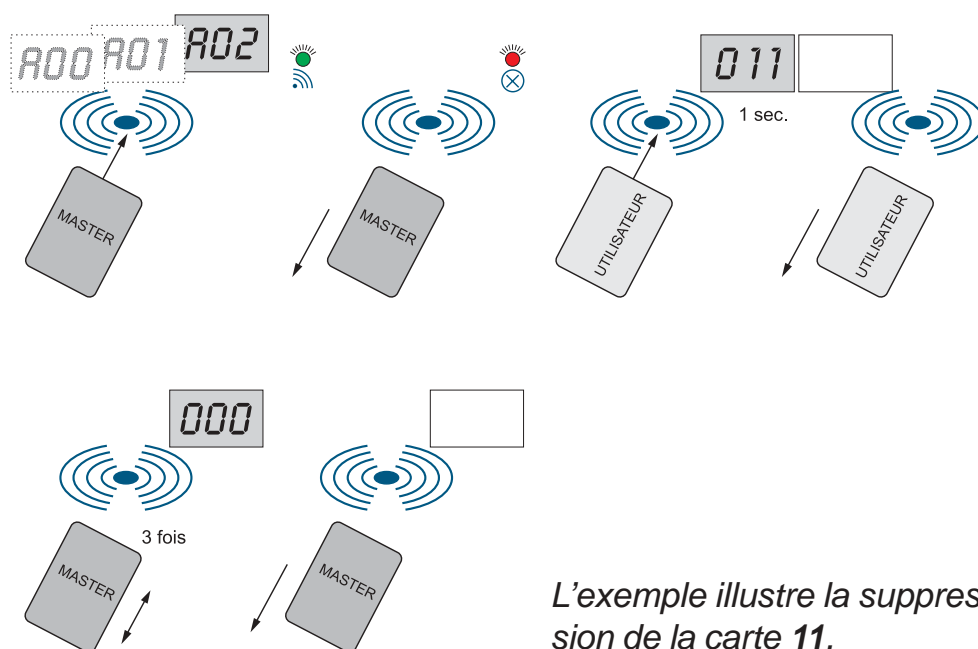 A00 A01 A02
MASTER
MASTER
011
1 sec.
UTILISATEUR
UTILISATEUR
000
3 fois
MASTER
MASTER
L’exemple illustre la suppres-
sion de la carte 11.